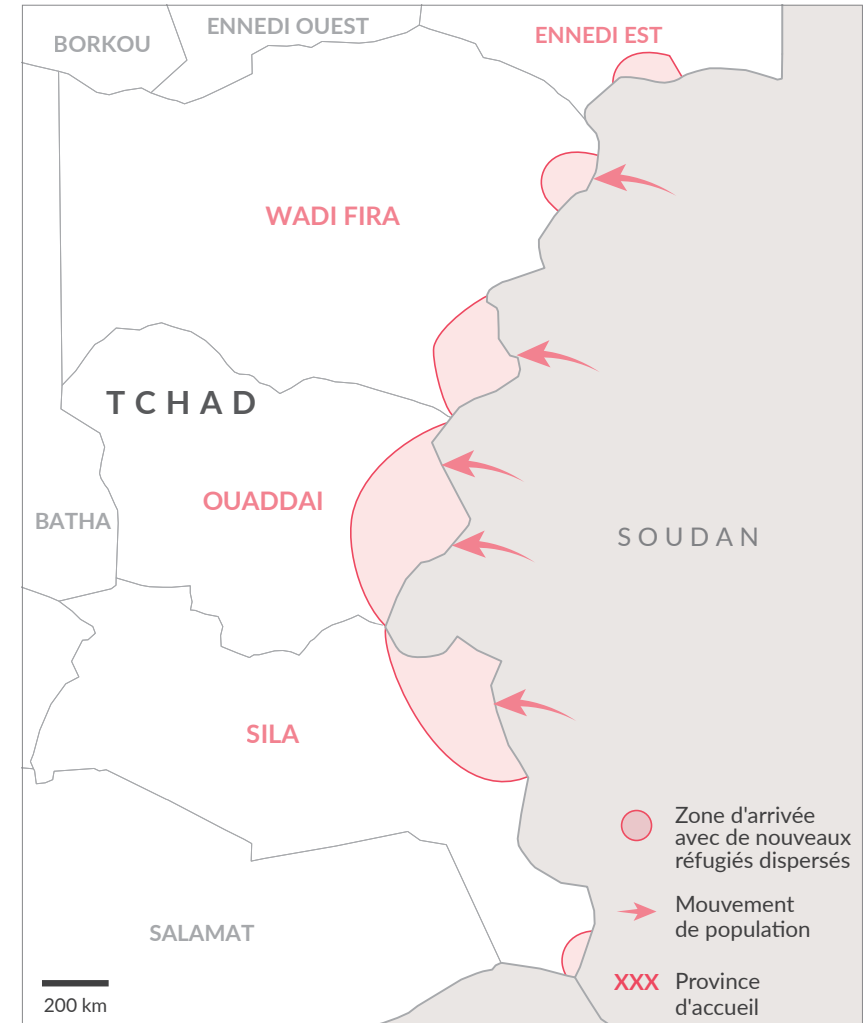 ENNEDI OUEST
BORKOU
ENNEDI EST
WADI FIRA
TCHAD
OUADDAI
BATHA
SOUDAN
SILA
SALAMAT
200 km
Zone d'arrivée
avec de nouveaux
réfugiés dispersés
Mouvement
de population
XXX Province
d'accueil